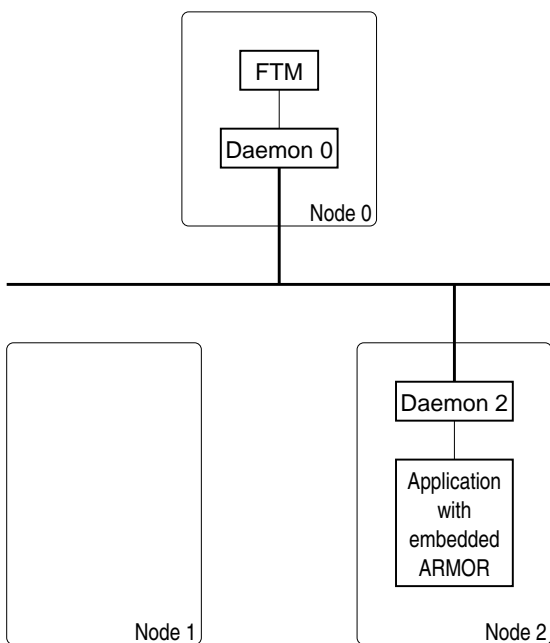 FTM
Daemon 0
Node 0
Daemon 2
Application
with
embedded
ARMOR
Node 1
Node 2